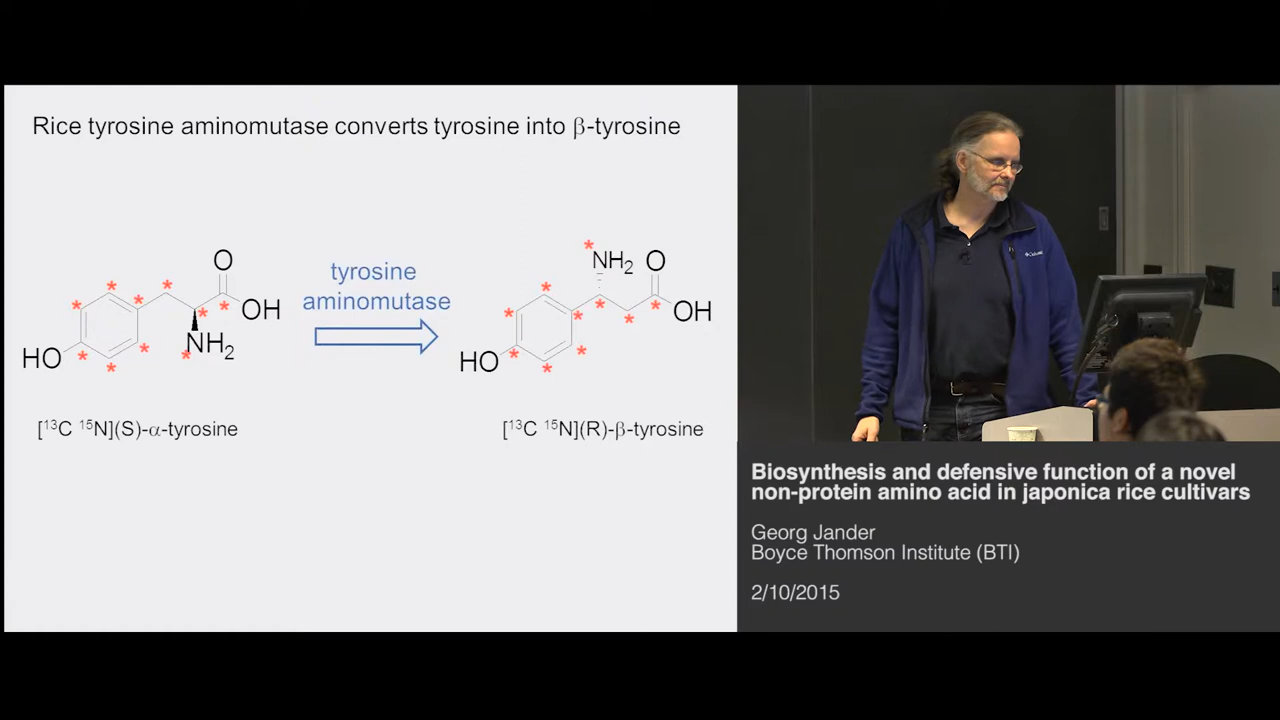 Rice tyrosine aminomutase converts tyrosine into β-tyrosine
O
OH
NH2
HO
tyrosine
aminomutase
NH2
O
OH
HO
[13C 15N](S)-α-tyrosine
[13C 15N](R)-β-tyrosine
Biosynthesis and defensive function of a novel
non-protein amino acid in japonica rice cultivars
Georg Jander
Boyce Thomson Institute (BTI)
2/10/2015